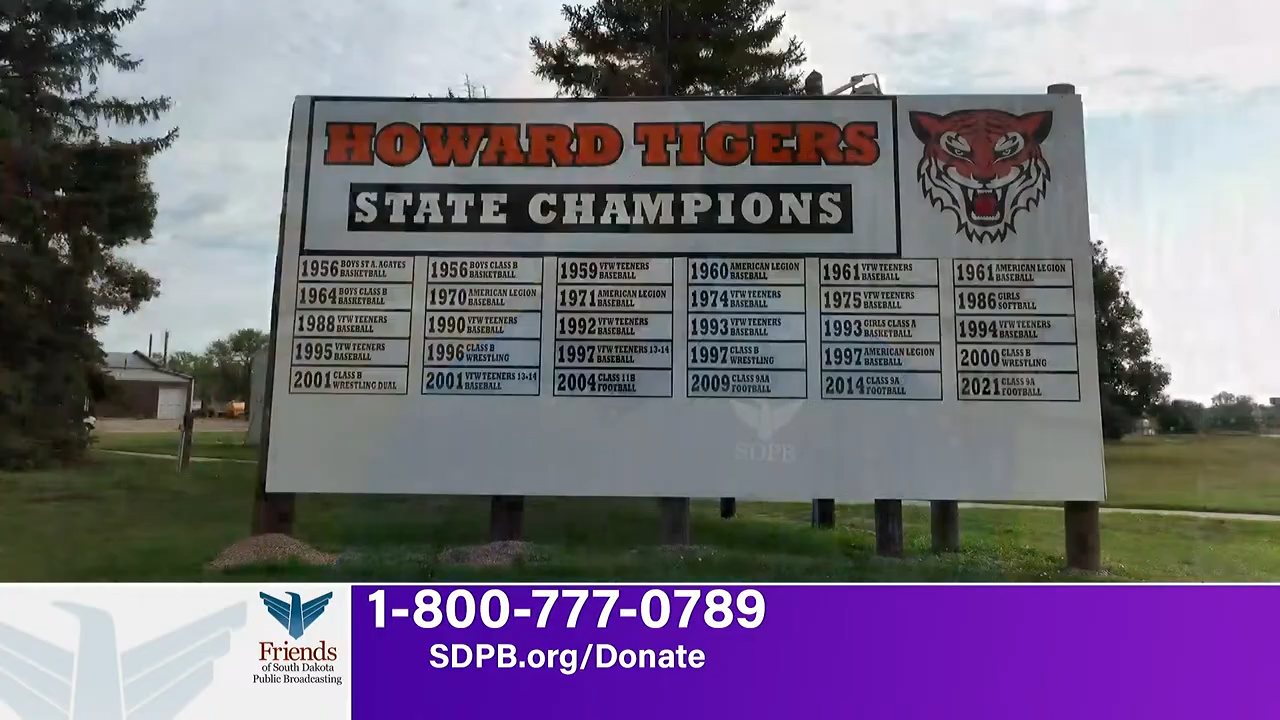 HOWARD TIGERS
STATE CHAMPIONS
1956 BOYS ST A. AGATES BASKETBALL
1956 BOYS CLASS B BASKETBALL
1959 VFW TEENERS BASEBALL
1960 AMERICAN LEGION BASEBALL
1961 VFW TEENERS BASEBALL
1961 AMERICAN LEGION BASEBALL
1964 BOYS CLASS B BASKETBALL
1970 AMERICAN LEGION BASEBALL
1971 AMERICAN LEGION BASEBALL
1974 VFW TEENERS BASEBALL
1975 VFW TEENERS BASEBALL
1986 GIRLS SOFTBALL
1988 VFW TEENERS BASEBALL
1990 VFW TEENERS BASEBALL
1992 VFW TEENERS BASEBALL
1993 VFW TEENERS BASEBALL
1993 GIRLS CLASS A BASKETBALL
1994 VFW TEENERS BASEBALL
1995 VFW TEENERS BASEBALL
1996 CLASS B WRESTLING
1997 VFW TEENERS 13-14 BASEBALL
1997 CLASS B WRESTLING
1997 AMERICAN LEGION BASEBALL
2000 CLASS B WRESTLING
2001 CLASS B WRESTLING DUAL
2001 VFW TEENERS 13-14 BASEBALL
2004 CLASS 11B FOOTBALL
2009 CLASS 9AA FOOTBALL
2014 CLASS 9A FOOTBALL
2021 CLASS 9A FOOTBALL
SDPB
Friends
of South Dakota
Public Broadcasting
1-800-777-0789
SDPB.org/Donate